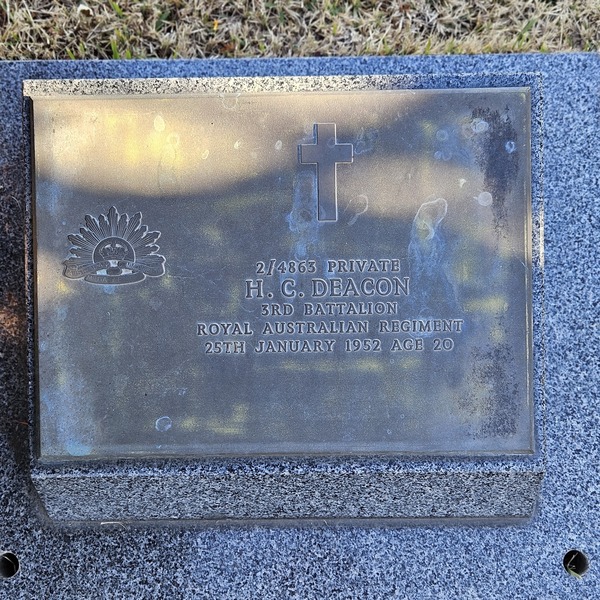 2/4863 PRIVATE
H. C. DEACON
3RD BATTALION
ROYAL AUSTRALIAN REGIMENT
25TH JANUARY 1952 AGE 20